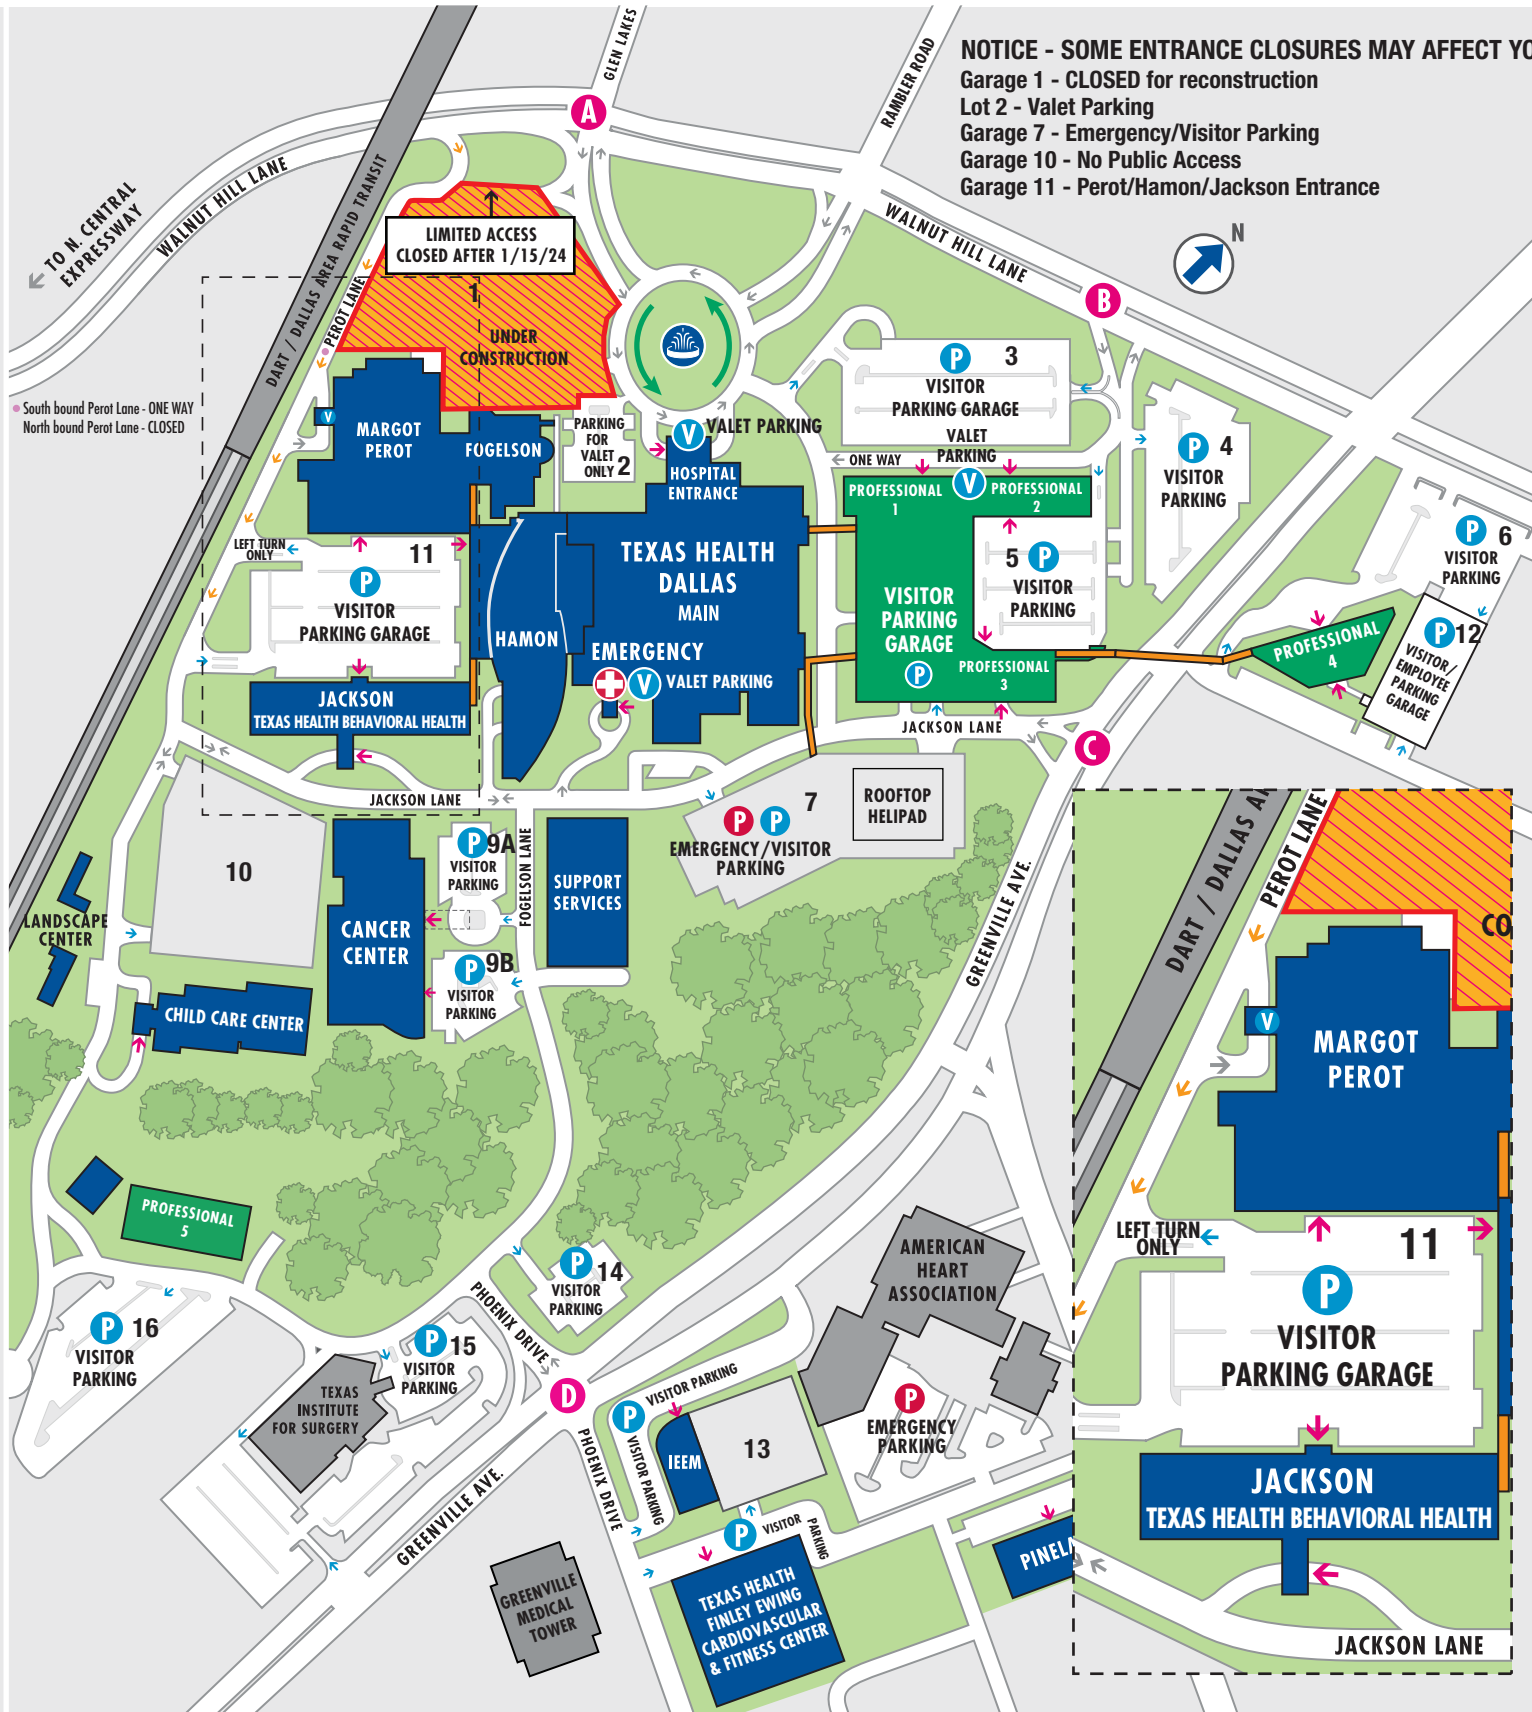 NOTICE - SOME ENTRANCE CLOSURES MAY AFFECT YO
Garage 1 - CLOSED for reconstruction
Lot 2 - Valet Parking
Garage 7 - Emergency/Visitor Parking
Garage 10 - No Public Access
Garage 11 - Perot/Hamon/Jackson Entrance
N
GLEN LAKES
RAMBLER ROAD
A
TO N. CENTRAL
EXPRESSWAY
WALNUT HILL LANE
DART / DALLAS AREA RAPID TRANSIT
WALNUT HILL LANE
B
LIMITED ACCESS
CLOSED AFTER 1/15/24
1
UNDER
CONSTRUCTION
PEROT LANE
South bound Perot Lane - ONE WAY
North bound Perot Lane - CLOSED
V
MARGOT
PEROT
FOGELSON
PARKING
FOR
VALET
ONLY 2
V VALET PARKING
HOSPITAL
ENTRANCE
P 3
VISITOR
PARKING GARAGE
VALET
PARKING
ONE WAY
V
PROFESSIONAL
1
PROFESSIONAL
2
P 4
VISITOR
PARKING
P 6
VISITOR
PARKING
LEFT TURN
ONLY
11
P
VISITOR
PARKING GARAGE
TEXAS HEALTH
DALLAS
MAIN
HAMON
EMERGENCY
V VALET PARKING
5 P
VISITOR
PARKING
VISITOR
PARKING
GARAGE
P
PROFESSIONAL
3
PROFESSIONAL
4
P 12
VISITOR/
EMPLOYEE
PARKING
GARAGE
JACKSON
TEXAS HEALTH BEHAVIORAL HEALTH
JACKSON LANE
C
JACKSON LANE
7
P P
EMERGENCY/VISITOR
PARKING
ROOFTOP
HELIPAD
10
CANCER
CENTER
P 9A
VISITOR
PARKING
FOGELSON LANE
SUPPORT
SERVICES
P 9B
VISITOR
PARKING
LANDSCAPE
CENTER
CHILD CARE CENTER
GREENVILLE AVE.
PROFESSIONAL
5
P 14
VISITOR
PARKING
PHOENIX DRIVE
P 16
VISITOR
PARKING
P 15
VISITOR
PARKING
TEXAS
INSTITUTE
FOR SURGERY
D
GREENVILLE AVE.
PHOENIX DRIVE
VISITOR PARKING
P
VISITOR PARKING
IEEM
13
P VISITOR PARKING
AMERICAN
HEART
ASSOCIATION
P
EMERGENCY
PARKING
GREENVILLE
MEDICAL
TOWER
TEXAS HEALTH
FINLEY EWING
CARDIOVASCULAR
& FITNESS CENTER
PINEL
DART / DALLAS A
PEROT LANE
CO
V
MARGOT
PEROT
LEFT TURN
ONLY
11
P
VISITOR
PARKING GARAGE
JACKSON
TEXAS HEALTH BEHAVIORAL HEALTH
JACKSON LANE